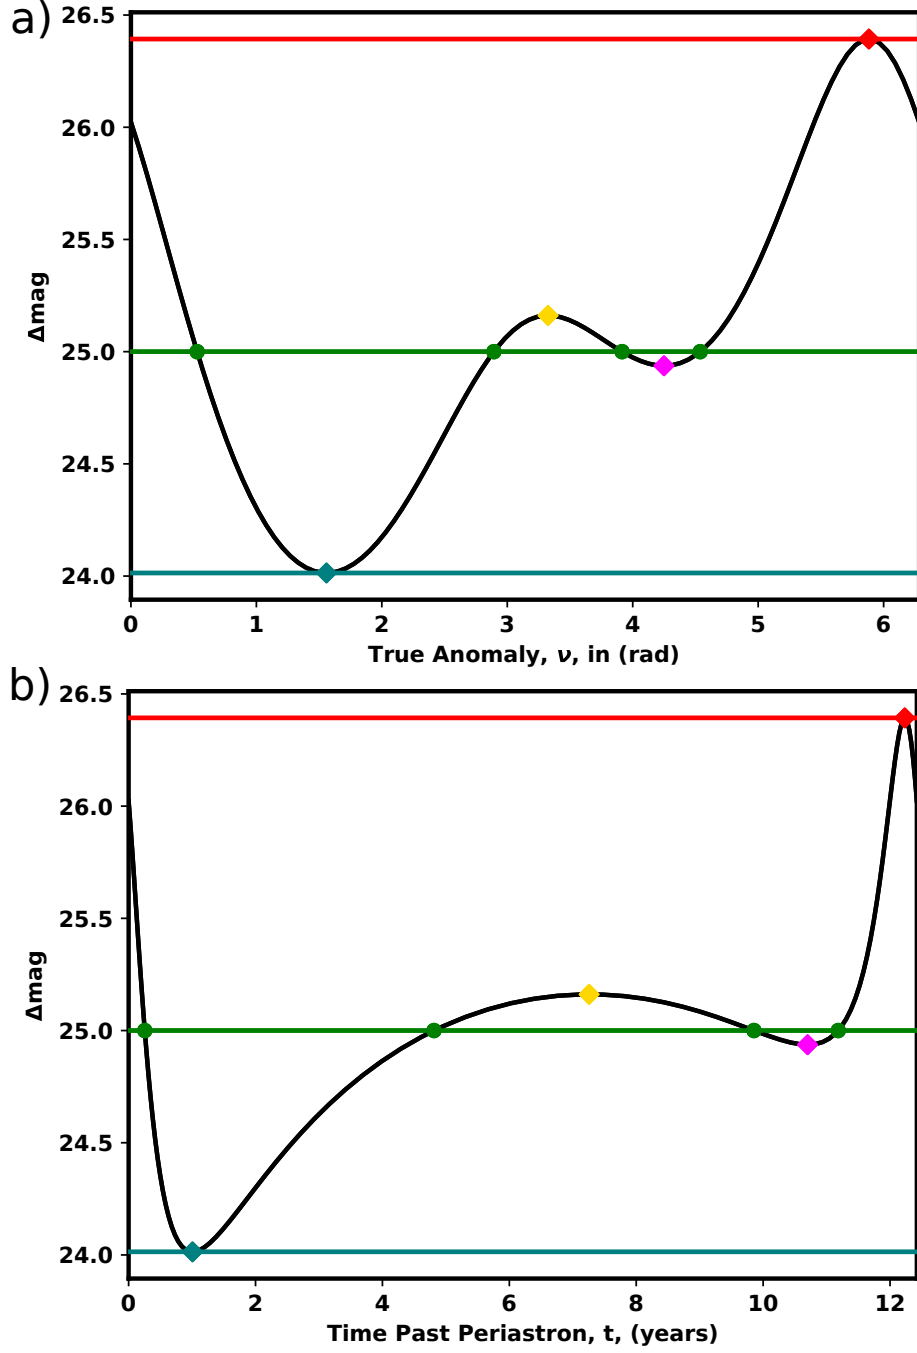 a)
26.5
26.0
25.5
25.0
24.5
24.0
Δmag
0 1 2 3 4 5 6
True Anomaly, ν, in (rad)
b)
26.5
26.0
25.5
25.0
24.5
24.0
Δmag
0 2 4 6 8 10 12
Time Past Periastron, t, (years)